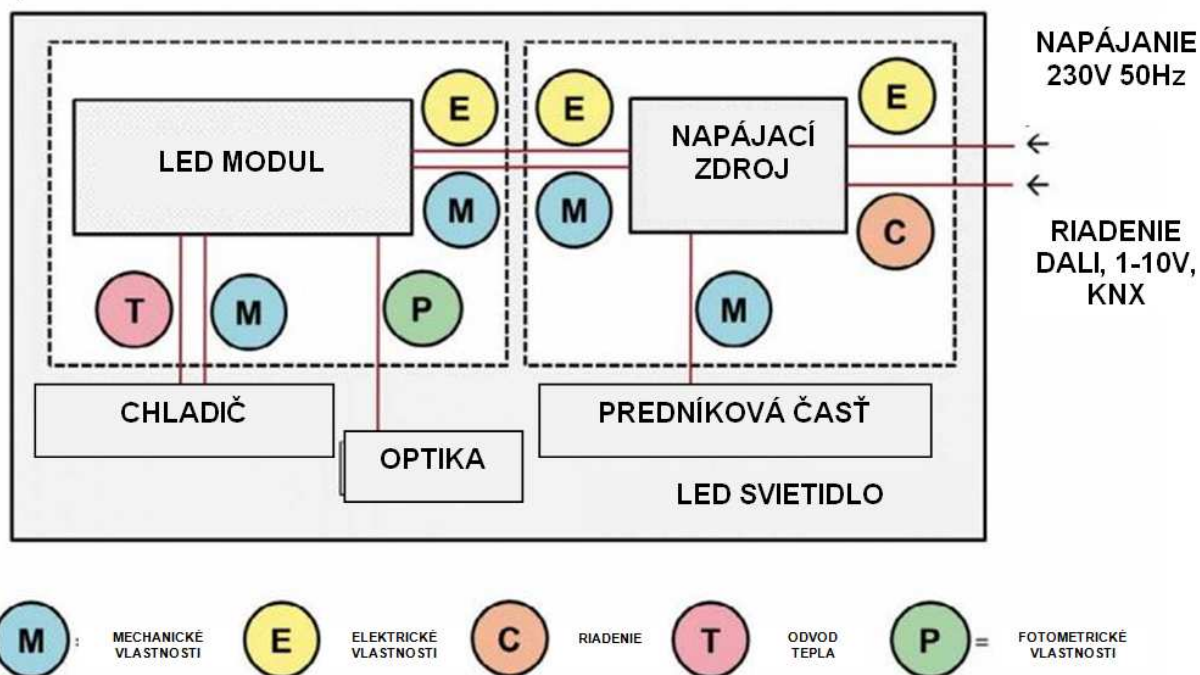 NAPÁJANIE
230V 50Hz
E
E
E
LED MODUL
NAPÁJACÍ
ZDROJ
M
M
C
RIADENIE
DALI, 1-10V,
KNX
T
M
P
M
CHLADIČ
PREDNÍKOVÁ ČASŤ
OPTIKA
LED SVIETIDLO
M : MECHANICKÉ
VLASTNOSTI
E ELEKTRICKÉ
VLASTNOSTI
C RIADENIE
T ODVOD
TEPLA
P = FOTOMETRICKÉ
VLASTNOSTI